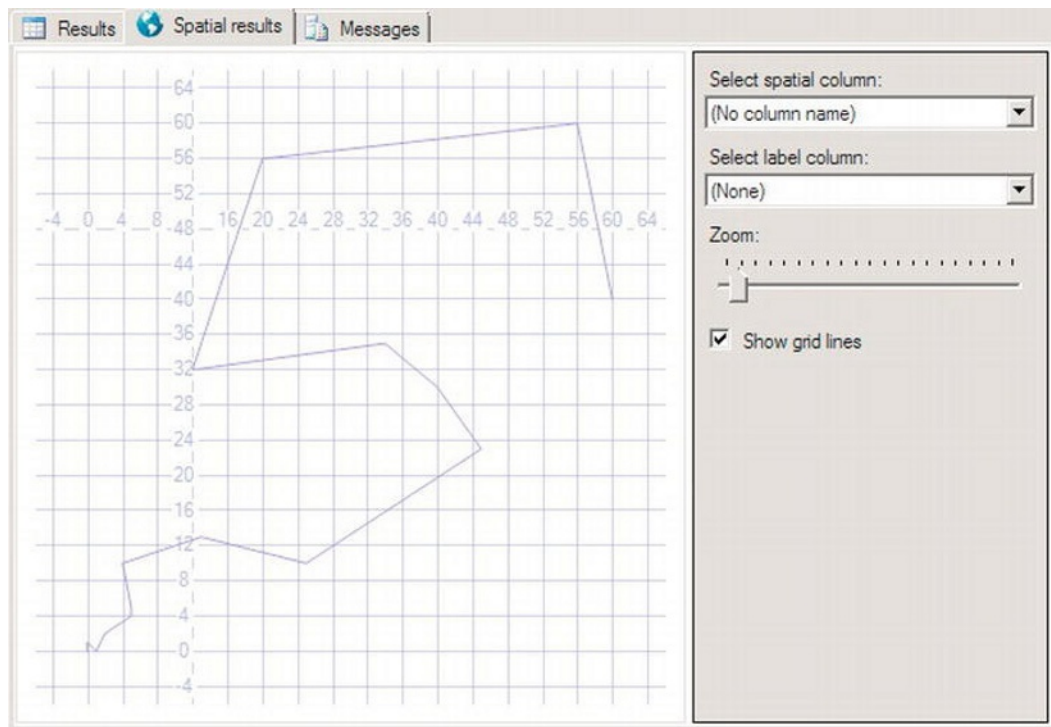 Results Spatial results Messages
64
60
56
52
-4 0 4 8 16 20 24 28 32 36 40 44 48 52 56 60 64
48
44
40
36
32
28
24
20
16
12
8
4
0
-4
Select spatial column:
(No column name)
Select label column:
(None)
Zoom:
Show grid lines